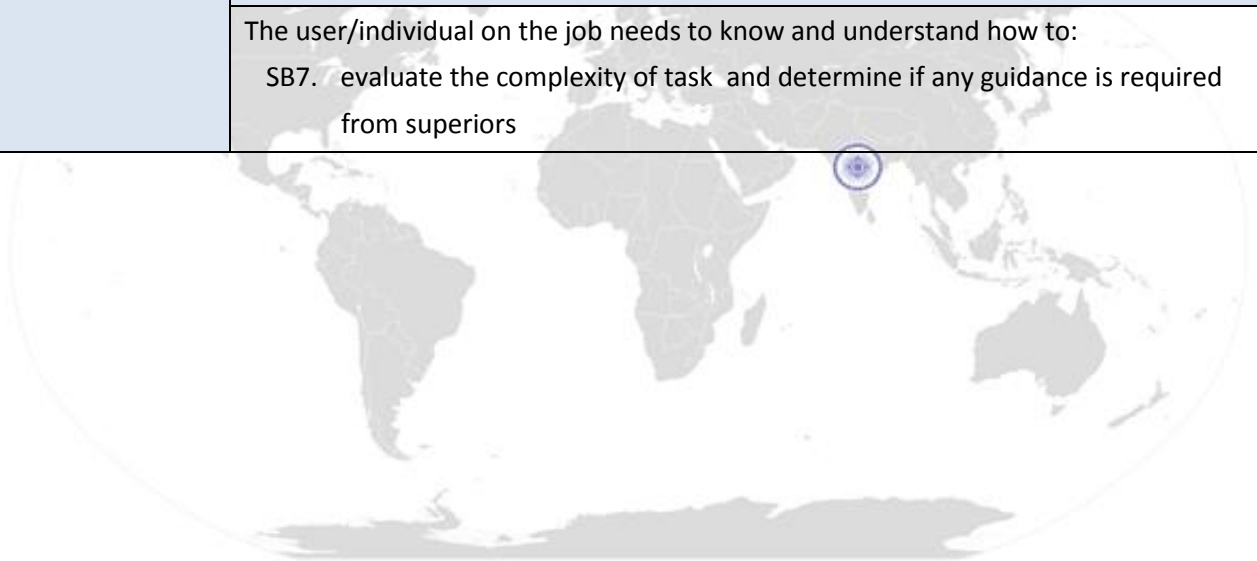 The user/individual on the job needs to know and understand how to:
SB7. evaluate the complexity of task and determine if any guidance is required
from superiors